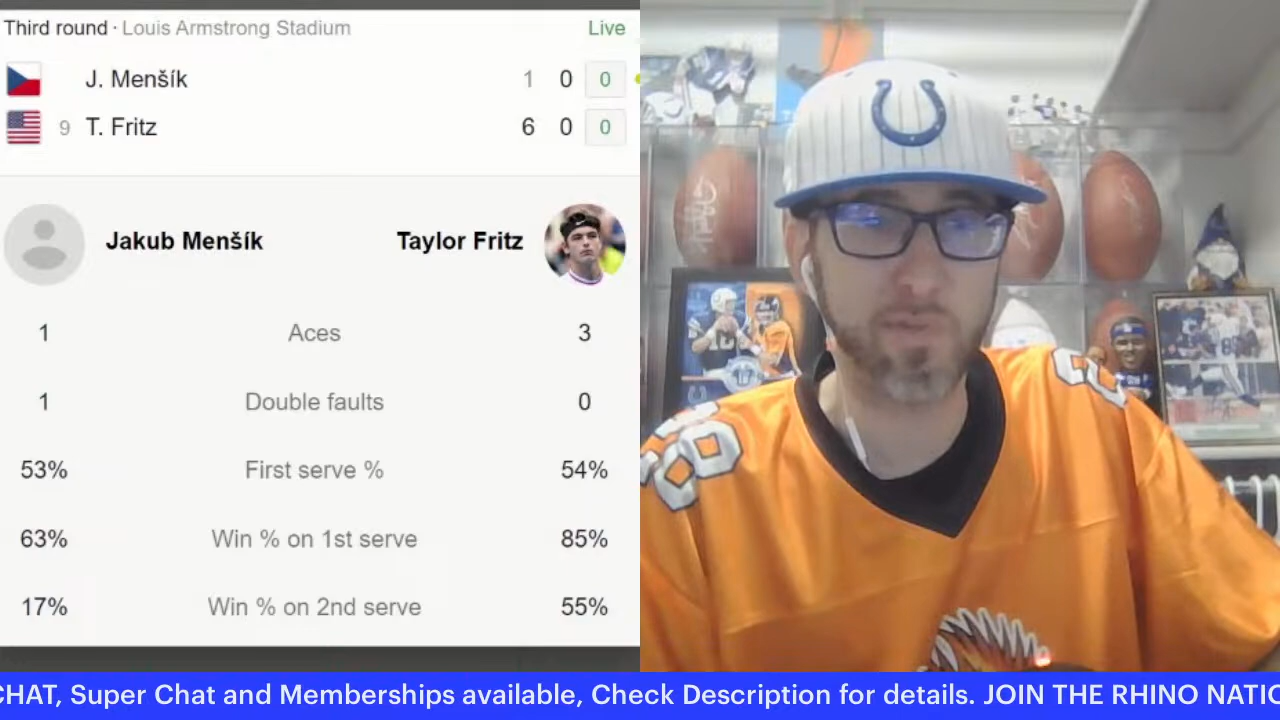 Third round · Louis Armstrong Stadium Live
J. Menšík 1 0 0
9 T. Fritz 6 0 0
Jakub Menšík Taylor Fritz
1 Aces 3
1 Double faults 0
53% First serve % 54%
63% Win % on 1st serve 85%
17% Win % on 2nd serve 55%
CHAT, Super Chat and Memberships available, Check Description for details. JOIN THE RHINO NATIO